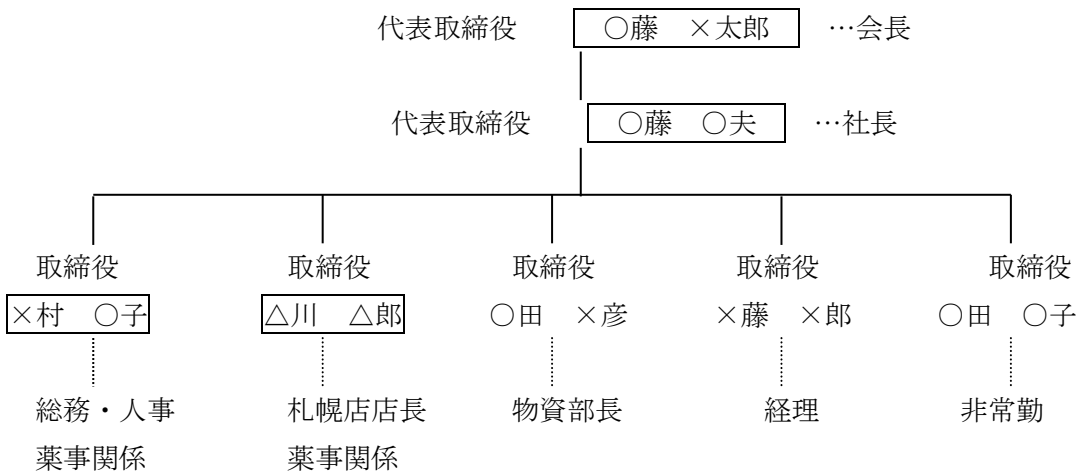 代表取締役 ○藤 ×太郎 …会長
代表取締役 ○藤 ○夫 …社長
取締役 取締役 取締役 取締役 取締役
×村 ○子 △川 △郎 ○田 ×彦 ×藤 ×郎 ○田 ○子
総務・人事 札幌店店長 物資部長 経理 非常勤
薬事関係 薬事関係